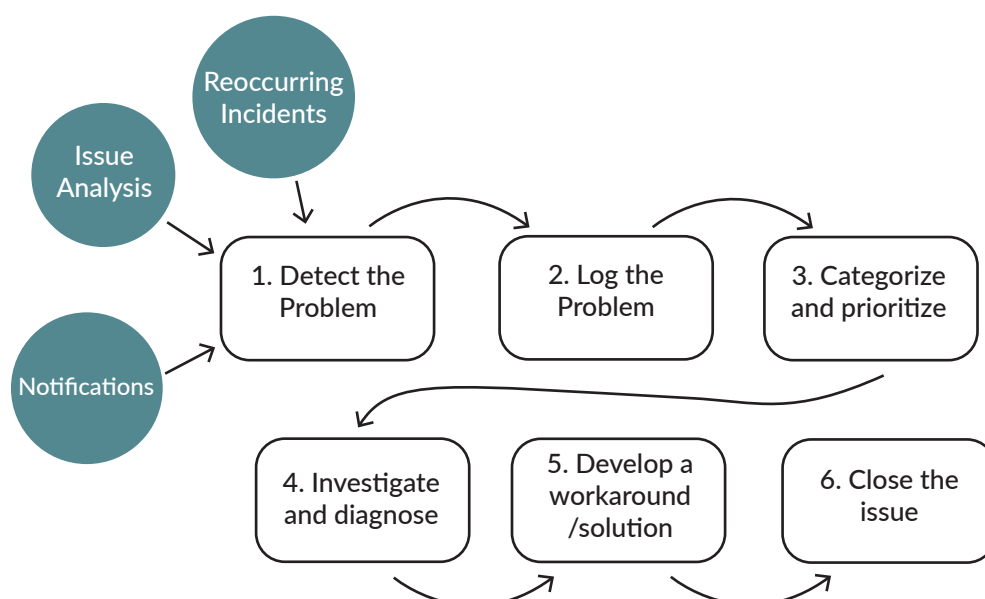 Reoccurring
Incidents
Issue
Analysis
Notifications
1. Detect the
Problem
2. Log the
Problem
3. Categorize
and prioritize
4. Investigate
and diagnose
5. Develop a
workaround
/solution
6. Close the
issue